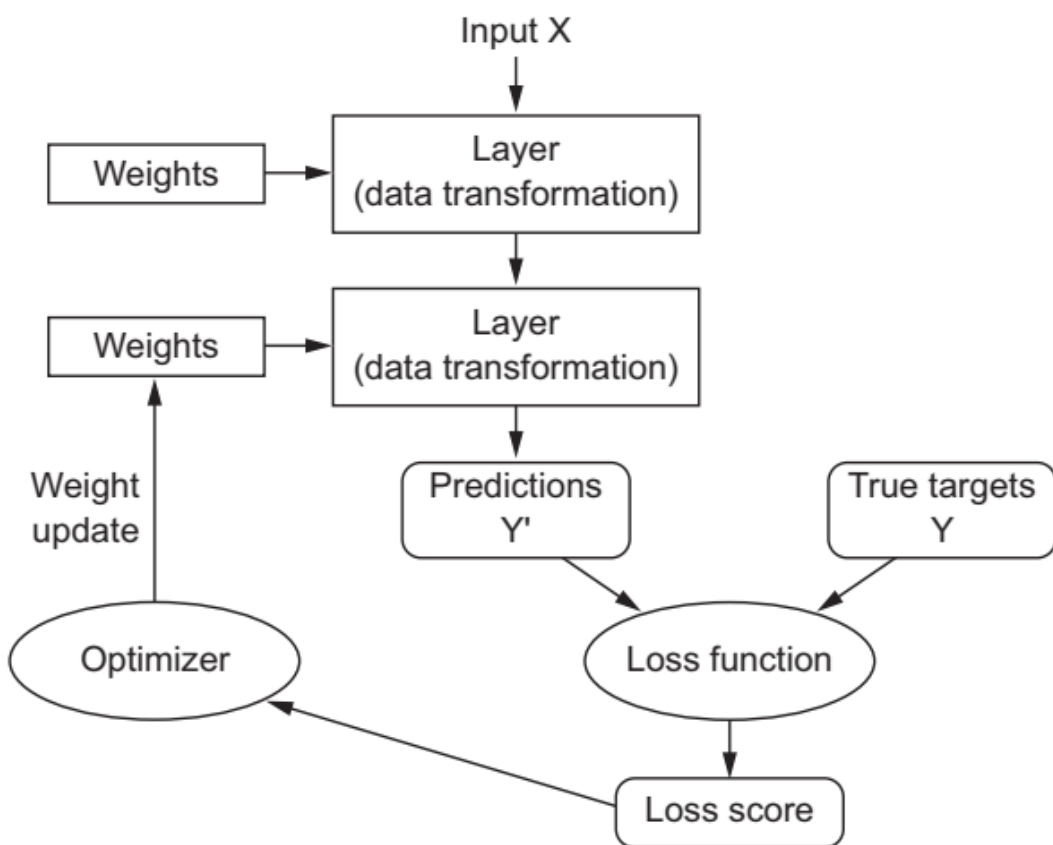 Input X
Layer
(data transformation)
Weights
Layer
(data transformation)
Weights
Weight
update
Predictions
Y'
True targets
Y
Optimizer
Loss function
Loss score